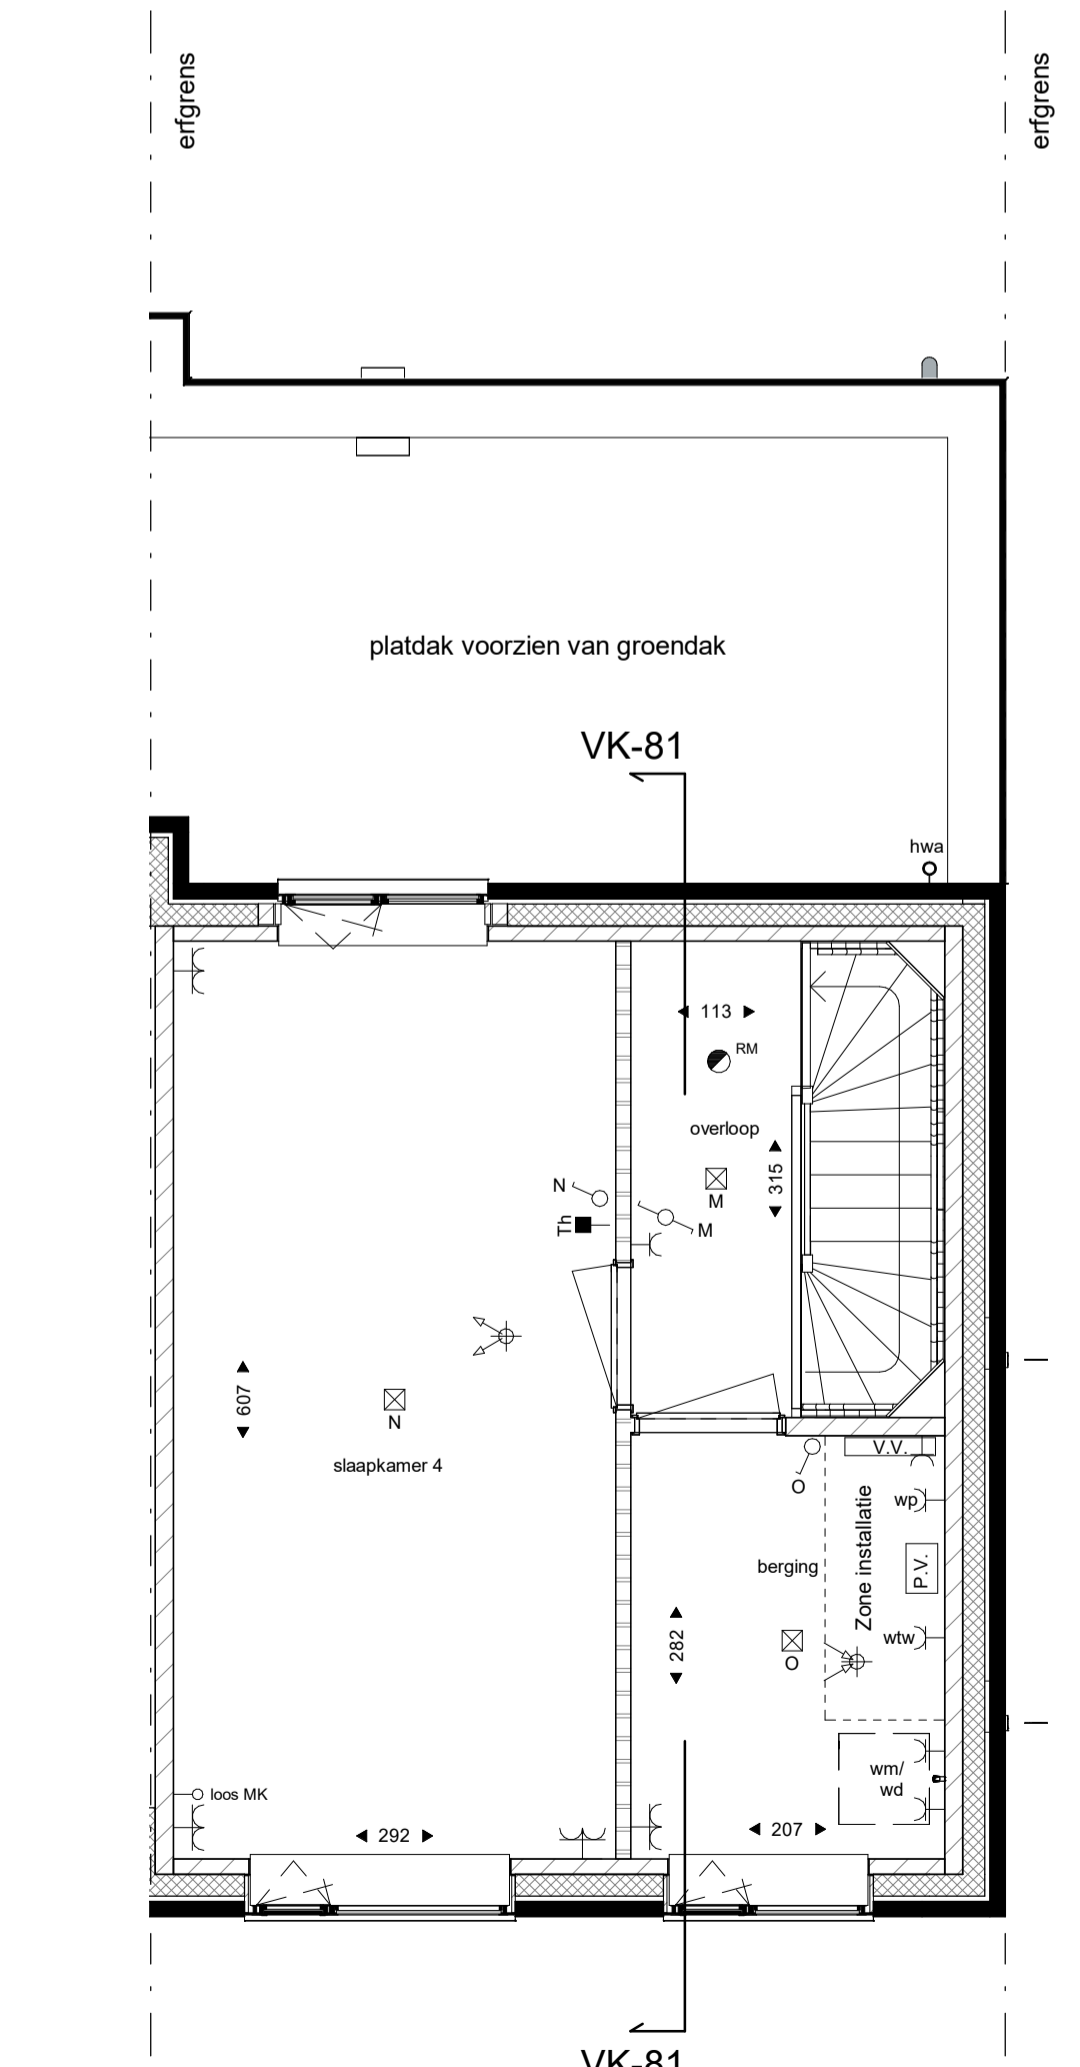 erfgrens
erfgrens
platdak voorzien van groendak
VK-81
hwa
113
RM
overloop
315
M
N
M
Th
607
N
slaapkamer 4
V.V.
O
wp
Zone installatie
berging
P.V.
wtw
282
O
wm/
wd
loos MK
292
207
VK-81